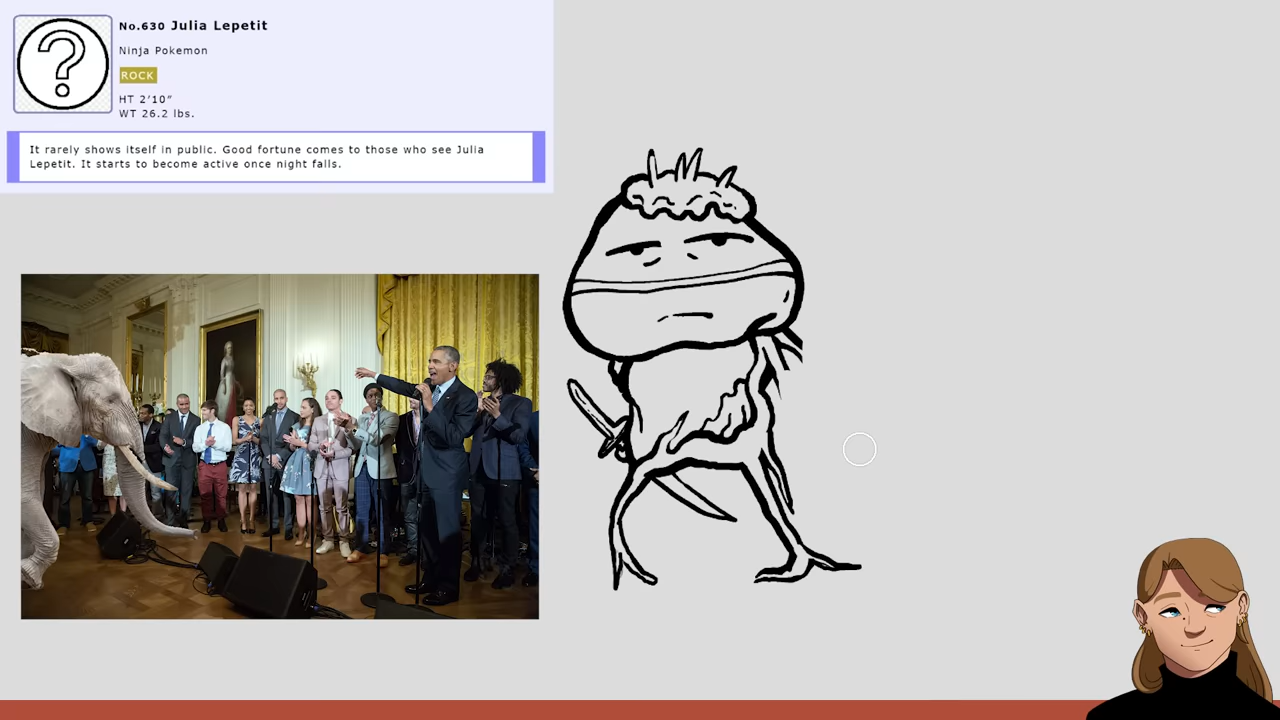 No.630 Julia Lepetit
Ninja Pokemon
ROCK
HT 2'10"
WT 26.2 lbs.
It rarely shows itself in public. Good fortune comes to those who see Julia
Lepetit. It starts to become active once night falls.